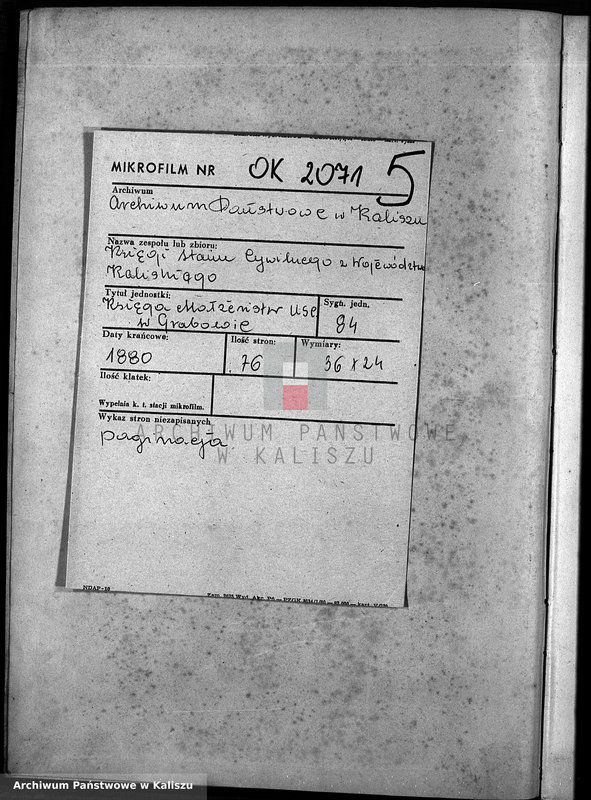 MIKROFILM NR OK 2071 5
Archiwum
Archiwum Państwowe w Kaliszu
Nazwa zespołu lub zbioru:
Księgi Stanu Cywilnego z Województwa
Kaliskiego
Tytuł jednostki:
Księga Małżeństw USC
w Grabowie
Sygn. jedn.
84
Daty krańcowe:
1880
Ilość stron:
76
Wymiary:
36 x 24
Ilość klatek:
Wypełnia k. t. stacji mikrofilm.
Wykaz stron niezapisanych
paginacja
ARCHIWUM PAŃSTWOWE
W KALISZU
NDAP-10
Archiwum Państwowe w Kaliszu